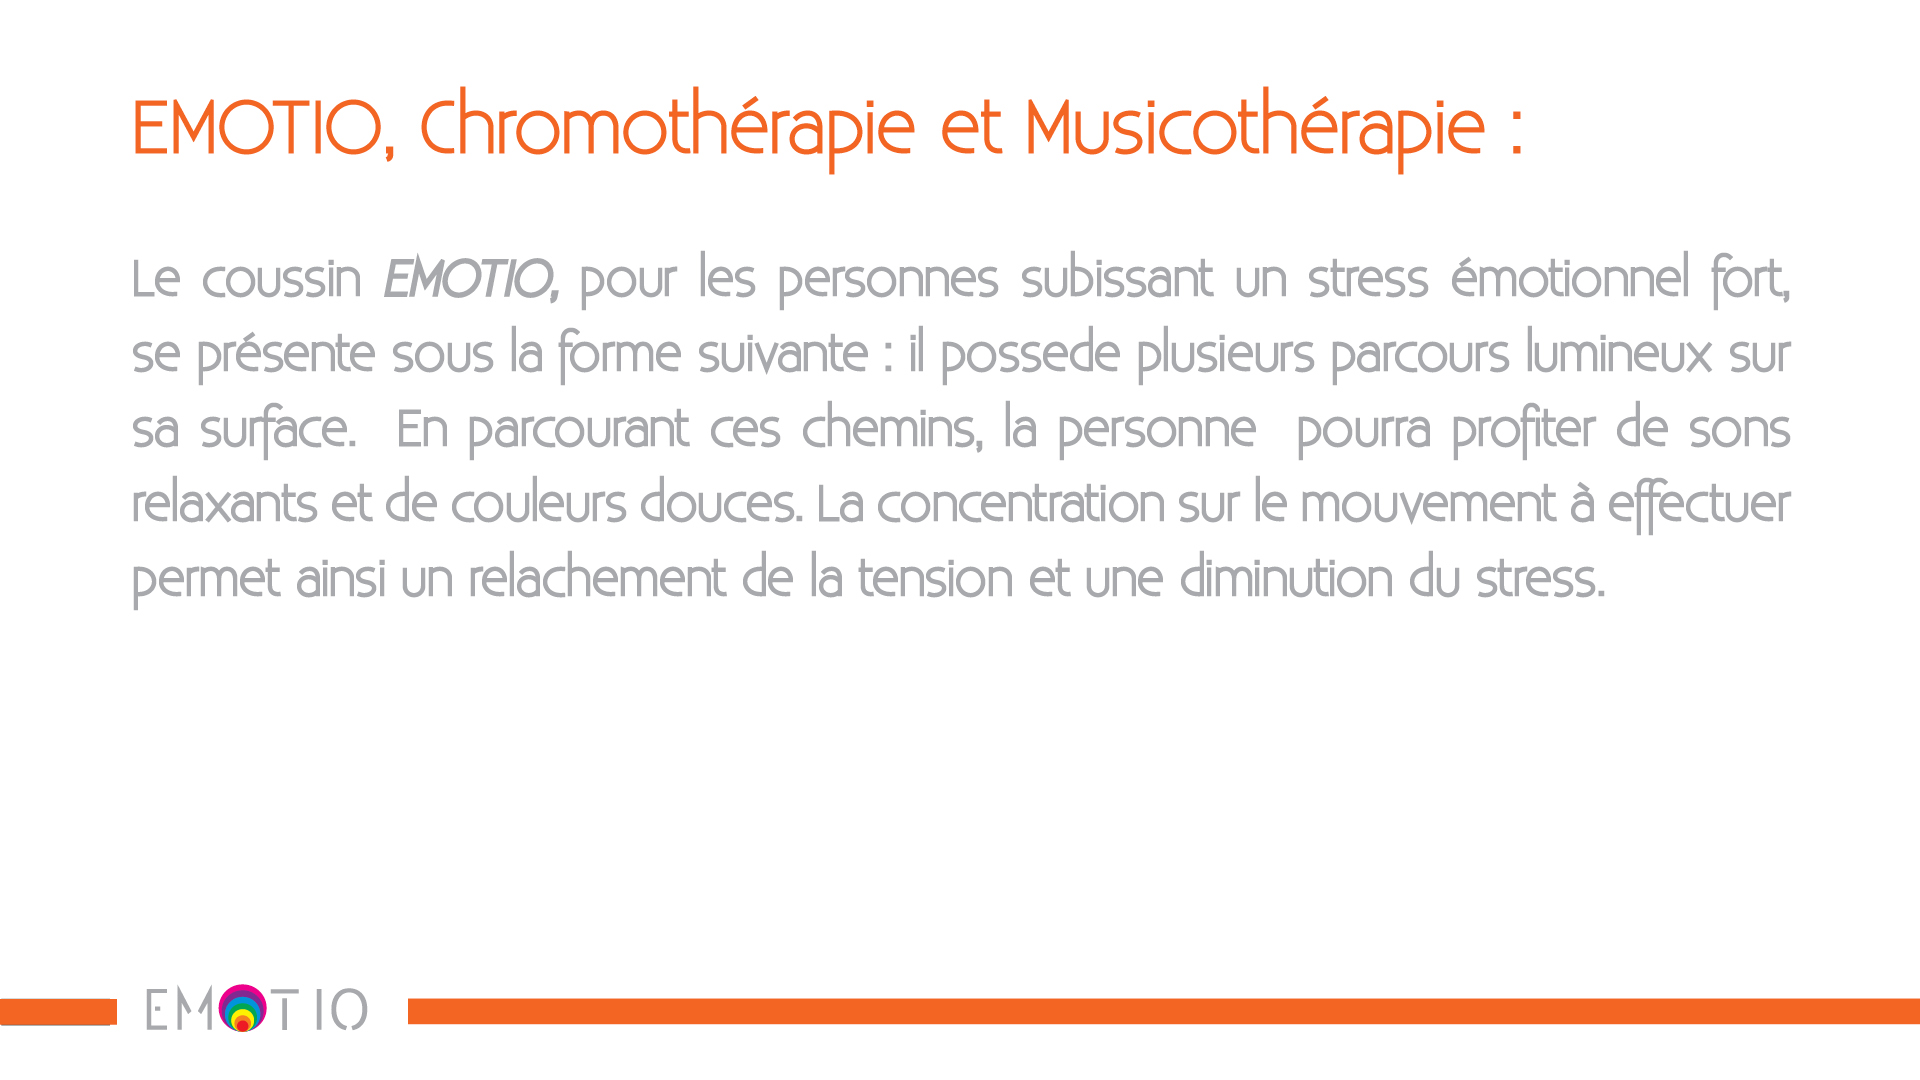 EMOTIO, Chromothérapie et Musicothérapie :
Le coussin EMOTIO, pour les personnes subissant un stress émotionnel fort,
se présente sous la forme suivante : il possede plusieurs parcours lumineux sur
sa surface. En parcourant ces chemins, la personne pourra profiter de sons
relaxants et de couleurs douces. La concentration sur le mouvement à effectuer
permet ainsi un relachement de la tension et une diminution du stress.
EMOTIO